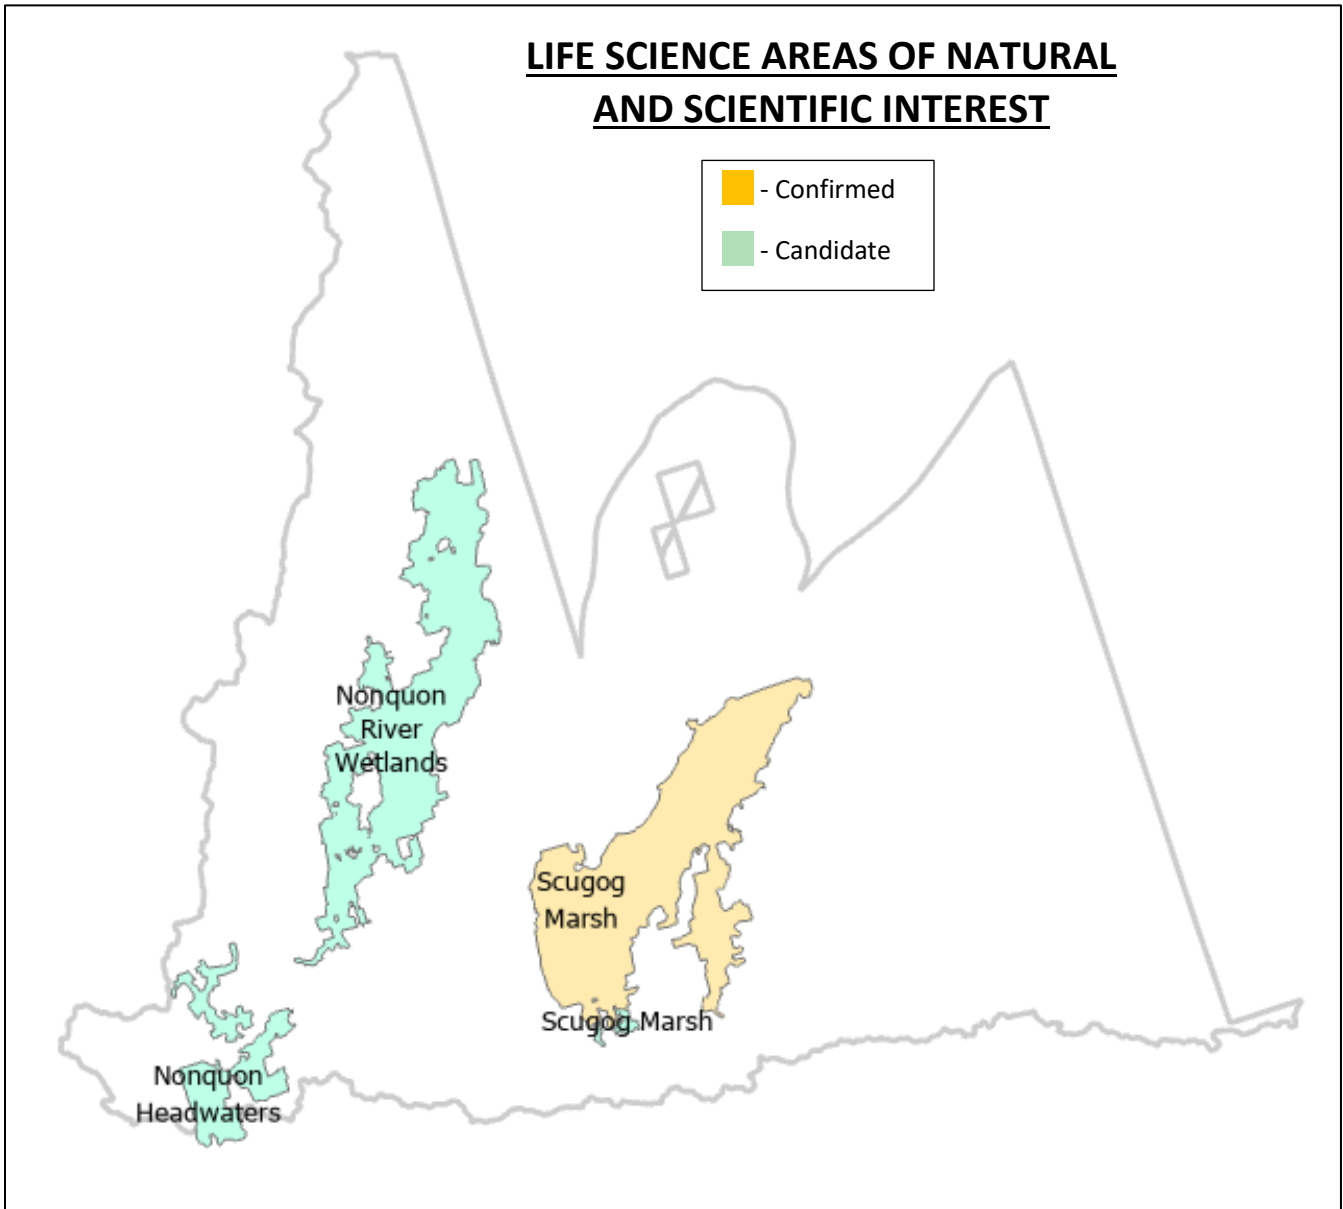 LIFE SCIENCE AREAS OF NATURAL
AND SCIENTIFIC INTEREST
- Confirmed
- Candidate
Nonquon
River
Wetlands
Scugog
Marsh
Scugog Marsh
Nonquon
Headwaters